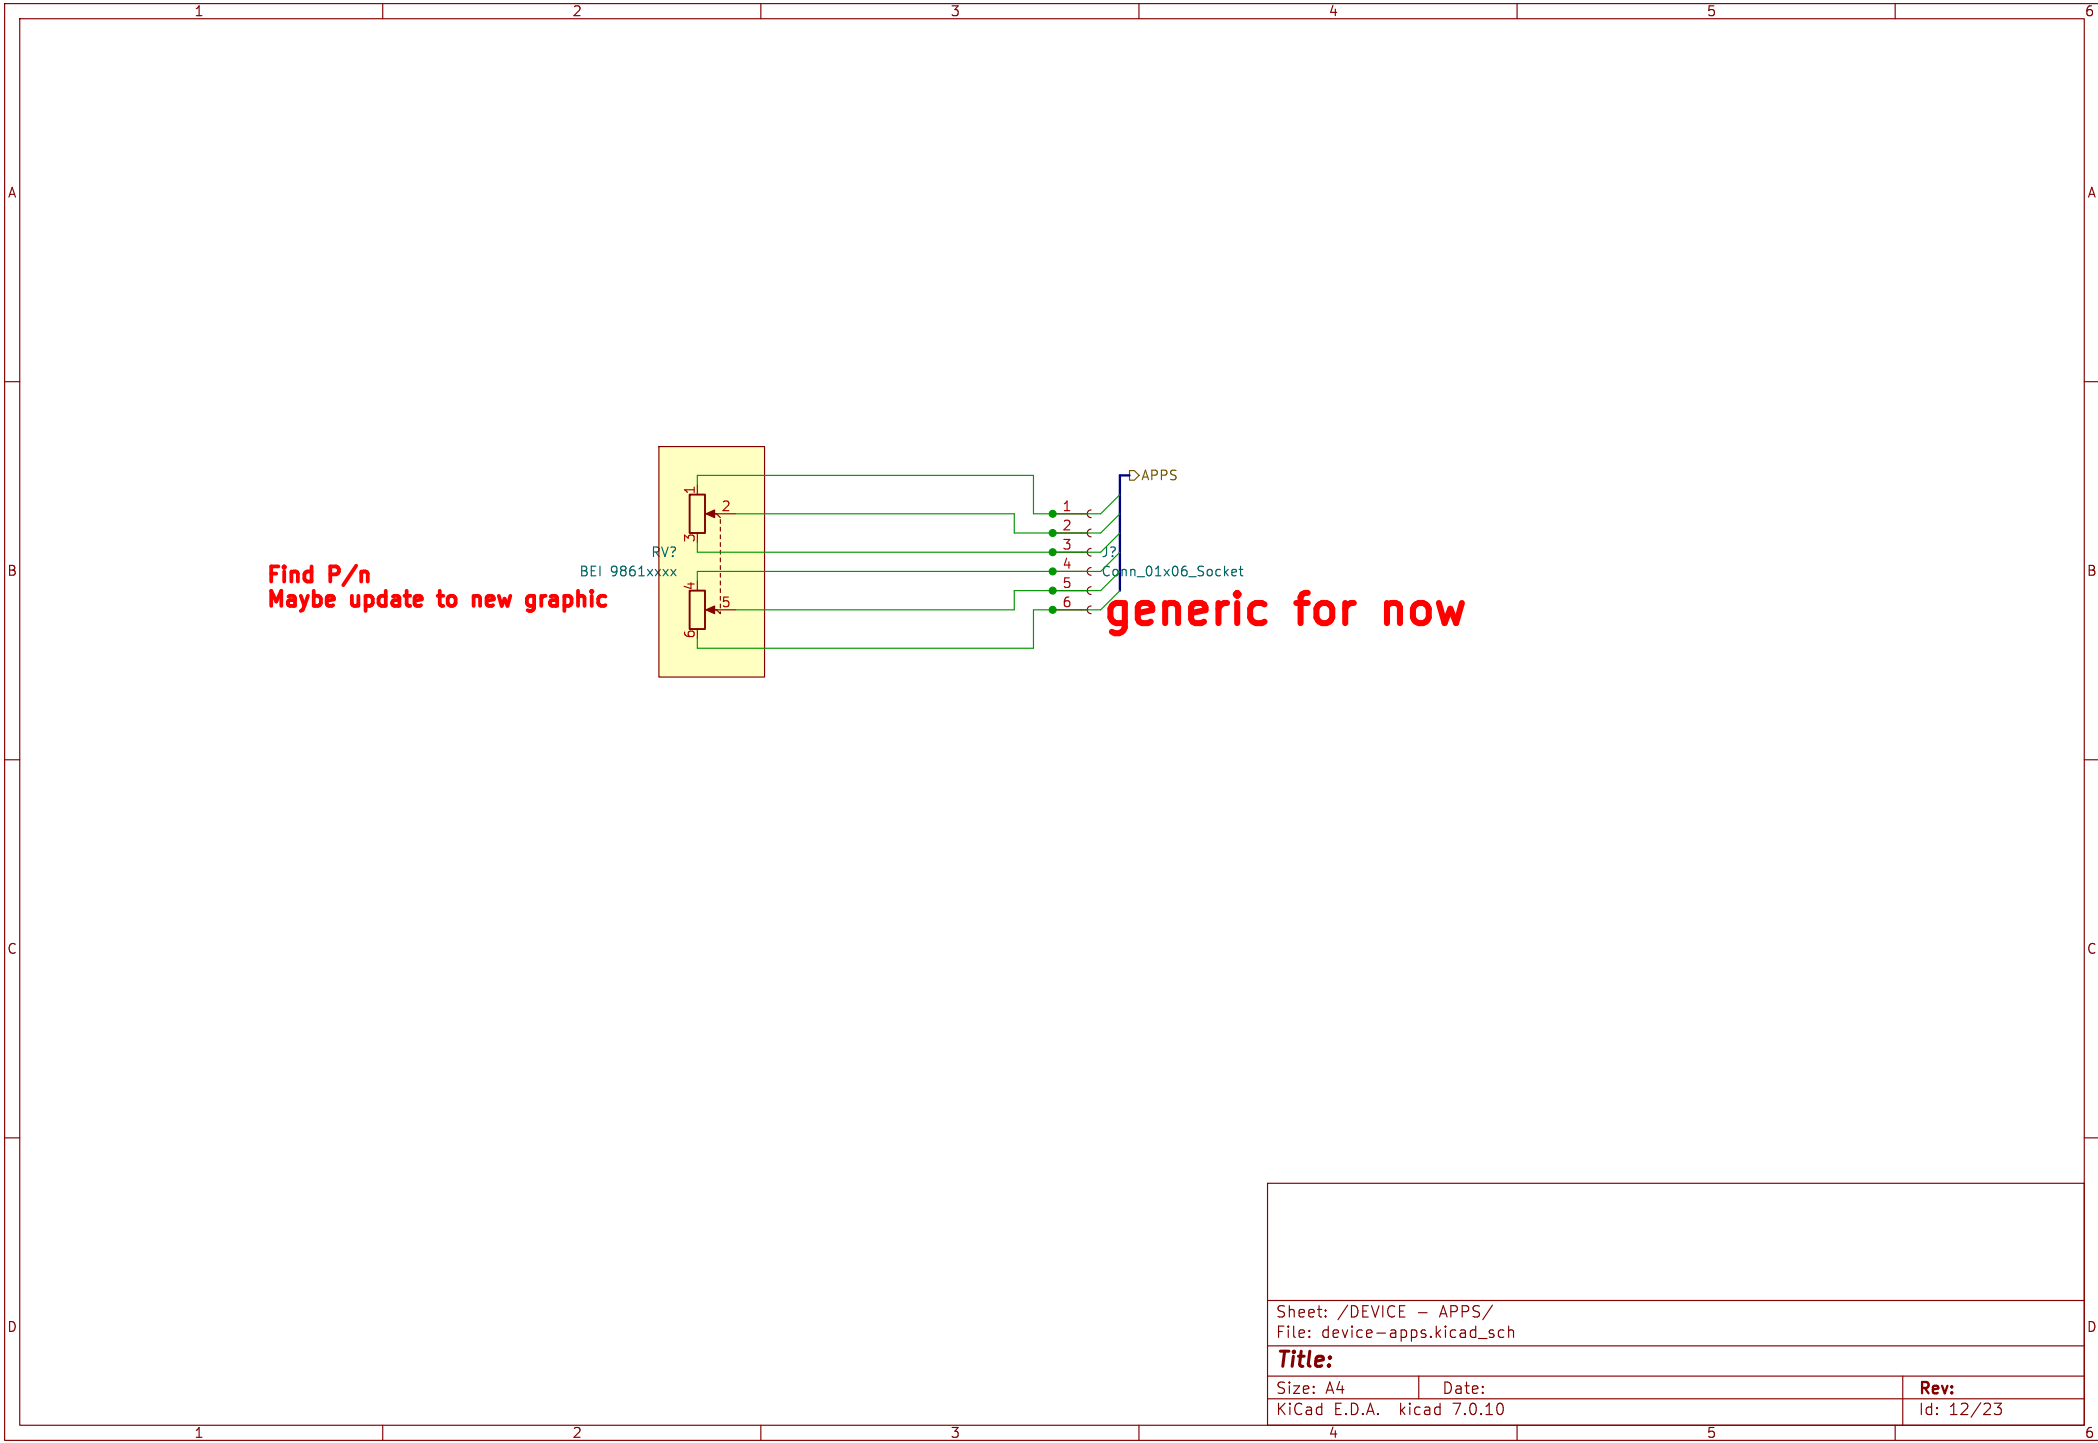 1 2 3 4 5 6
A A
APPS
1
1
2
2
3
3
RV?
J?
4
B B
BEI 9861xxxx
Conn_01x06_Socket
Find P/n
Maybe update to new graphic
4
5
5
6
generic for now
6
C C
Sheet: /DEVICE - APPS/
D D
File: device-apps.kicad_sch
Title:
Size: A4 Date: Rev:
KiCad E.D.A. kicad 7.0.10 Id: 12/23
1 2 3 4 5 6